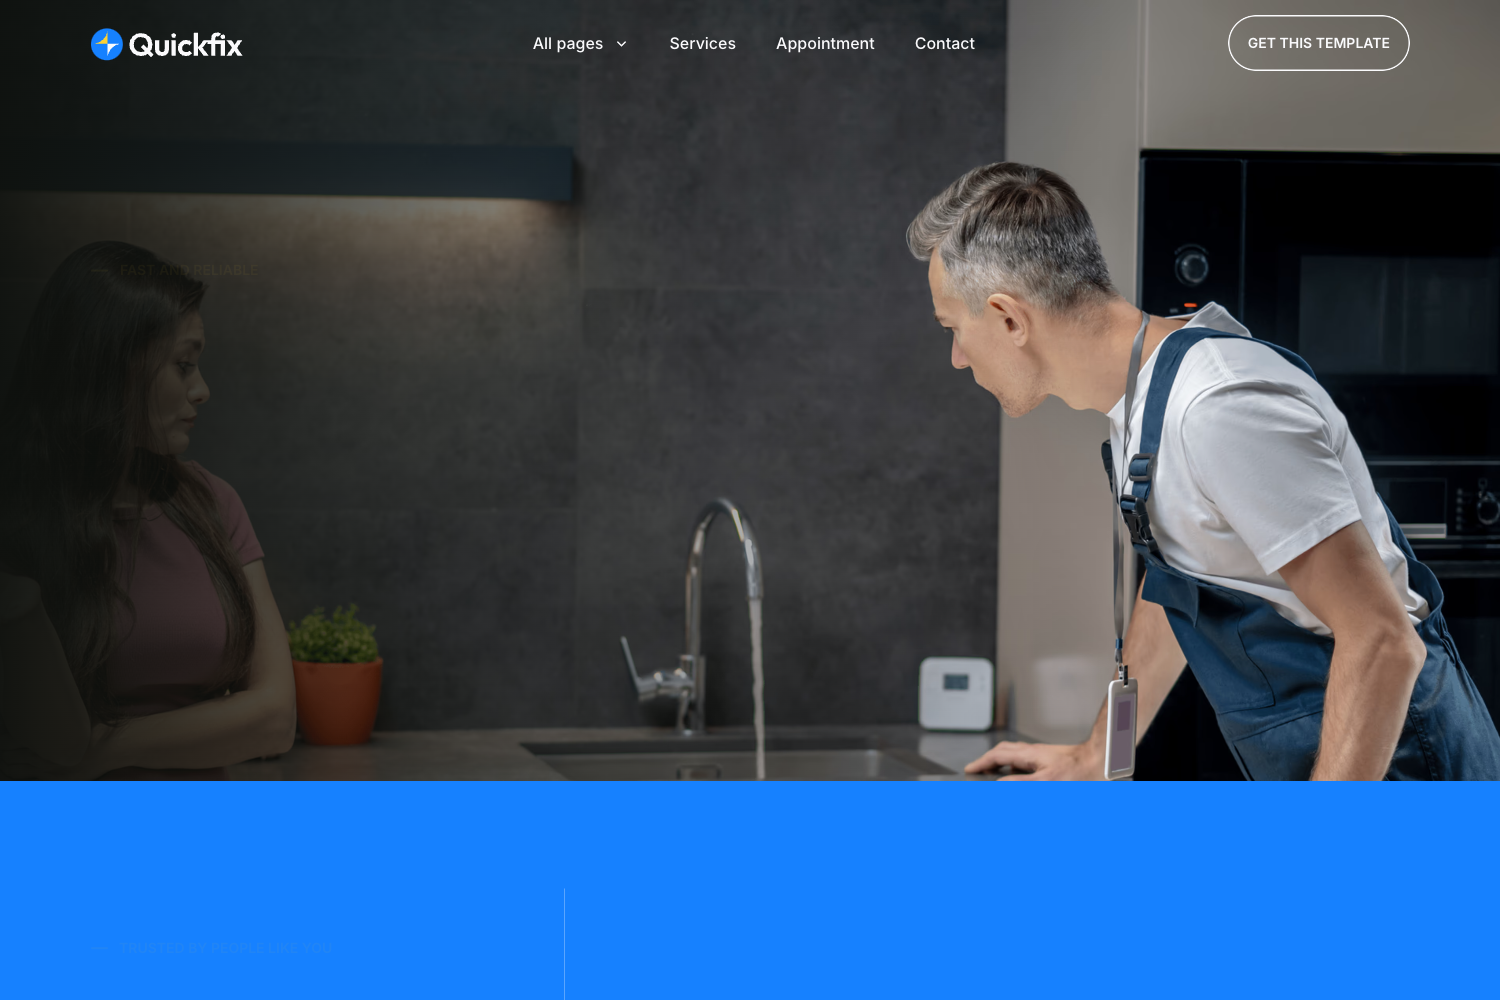 Quickfix
All pages
Services
Appointment
Contact
GET THIS TEMPLATE
FAST AND RELIABLE
TRUSTED BY PEOPLE LIKE YOU